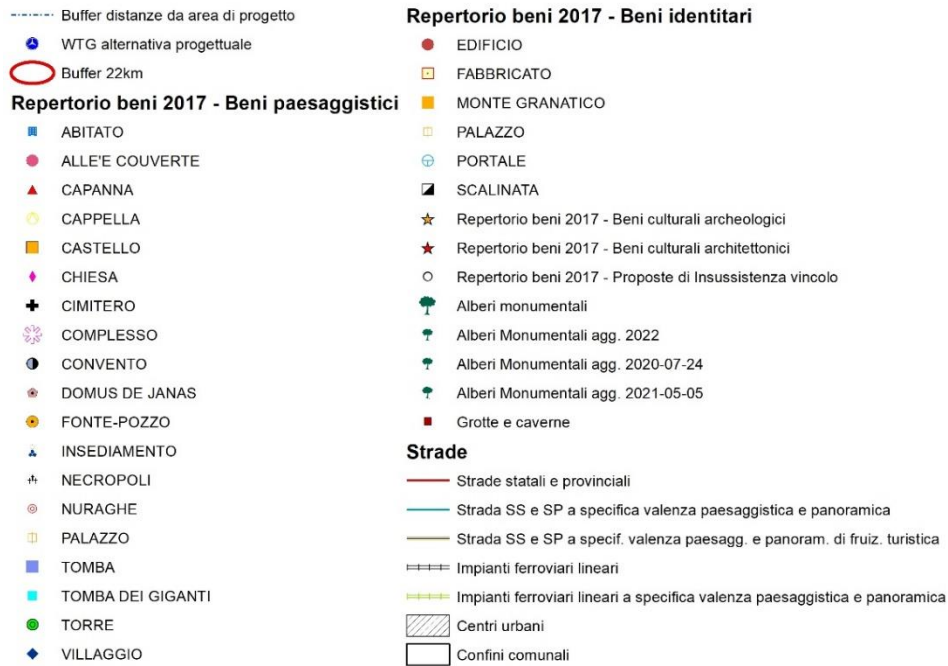 Buffer distanze da area di progetto
WTG alternativa progettuale
Buffer 22km
Repertorio beni 2017 - Beni paesaggistici
ABITATO
ALLE'E COUVERTE
CAPANNA
CAPPELLA
CASTELLO
CHIESA
CIMITERO
COMPLESSO
CONVENTO
DOMUS DE JANAS
FONTE-POZZO
INSEDIAMENTO
NECROPOLI
NURAGHE
PALAZZO
TOMBA
TOMBA DEI GIGANTI
TORRE
VILLAGGIO
Repertorio beni 2017 - Beni identitari
EDIFICIO
FABBRICATO
MONTE GRANATICO
PALAZZO
PORTALE
SCALINATA
Repertorio beni 2017 - Beni culturali archeologici
Repertorio beni 2017 - Beni culturali architettonici
Repertorio beni 2017 - Proposte di Insussistenza vincolo
Alberi monumentali
Alberi Monumentali agg. 2022
Alberi Monumentali agg. 2020-07-24
Alberi Monumentali agg. 2021-05-05
Grotte e caverne
Strade
Strade statali e provinciali
Strada SS e SP a specifica valenza paesaggistica e panoramica
Strada SS e SP a specif. valenza paesagg. e panoram. di fruiz. turistica
Impianti ferroviari lineari
Impianti ferroviari lineari a specifica valenza paesaggistica e panoramica
Centri urbani
Confini comunali